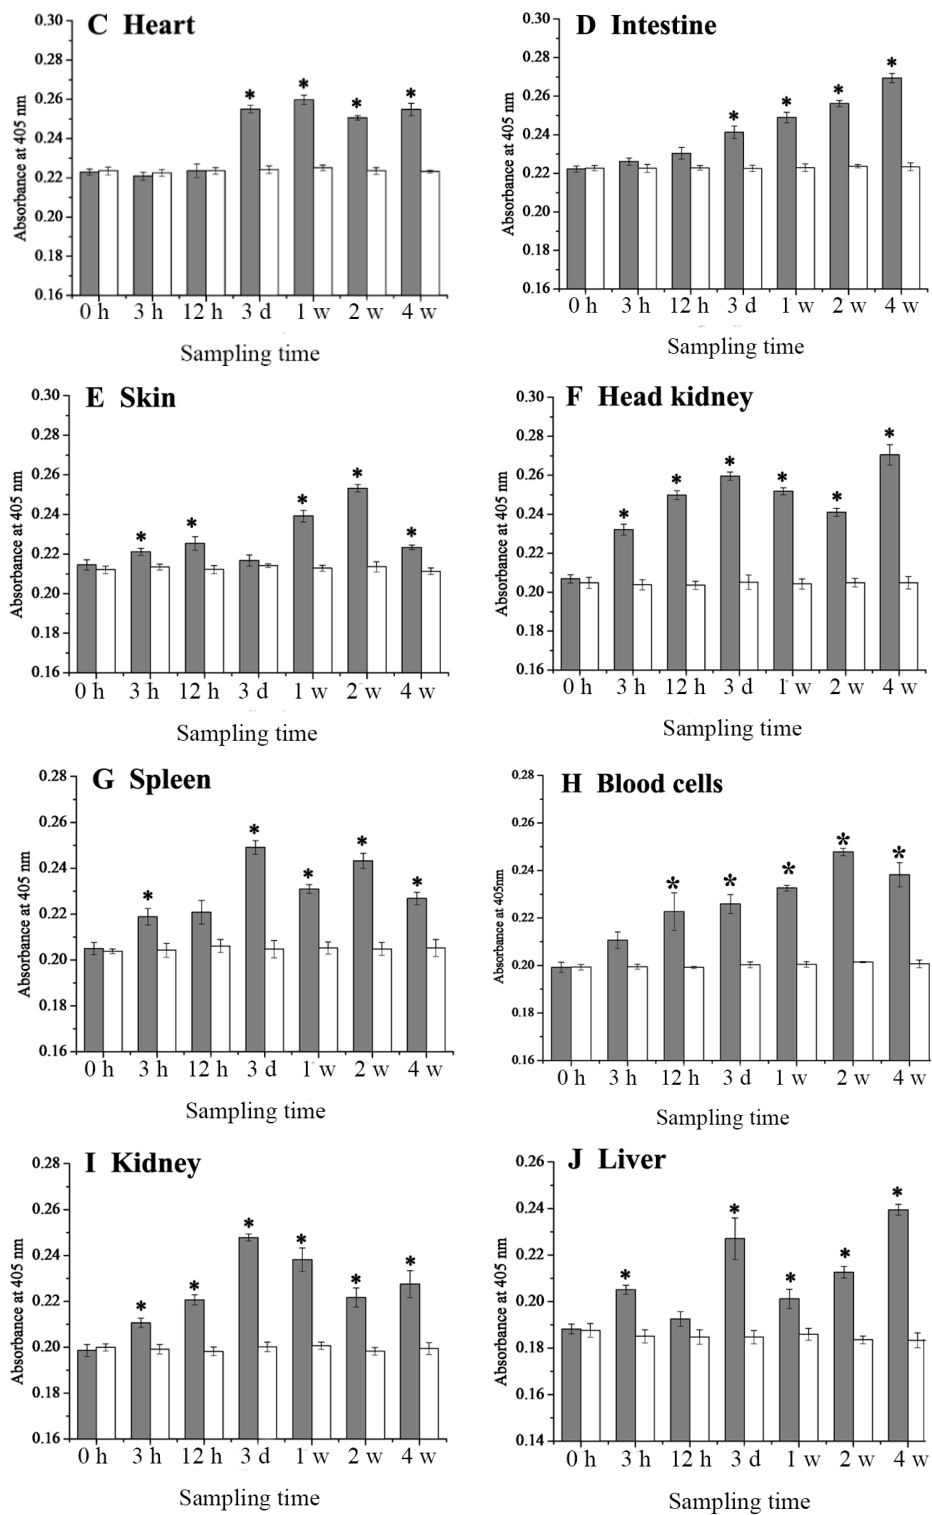 C Heart
Absorbance at 405 nm
0.30
0.28
0.26
0.24
0.22
0.20
0.18
0.16
* * * *
0 h 3 h 12 h 3 d 1 w 2 w 4 w
Sampling time
D Intestine
Absorbance at 405 nm
0.30
0.28
0.26
0.24
0.22
0.20
0.18
0.16
* * * *
0 h 3 h 12 h 3 d 1 w 2 w 4 w
Sampling time
E Skin
Absorbance at 405 nm
0.30
0.28
0.26
0.24
0.22
0.20
0.18
0.16
* * * * *
0 h 3 h 12 h 3 d 1 w 2 w 4 w
Sampling time
F Head kidney
Absorbance at 405 nm
0.30
0.28
0.26
0.24
0.22
0.20
0.18
0.16
* * * * * *
0 h 3 h 12 h 3 d 1 w 2 w 4 w
Sampling time
G Spleen
Absorbance at 405 nm
0.28
0.26
0.24
0.22
0.20
0.18
0.16
* * * * *
0 h 3 h 12 h 3 d 1 w 2 w 4 w
Sampling time
H Blood cells
Absorbance at 405nm
0.28
0.26
0.24
0.22
0.20
0.18
0.16
* * * * *
0 h 3 h 12 h 3 d 1 w 2 w 4 w
Sampling time
I Kidney
Absorbance at 405 nm
0.28
0.26
0.24
0.22
0.20
0.18
0.16
* * * * * *
0 h 3 h 12 h 3 d 1 w 2 w 4 w
Sampling time
J Liver
Absorbance at 405 nm
0.26
0.24
0.22
0.20
0.18
0.16
0.14
* * * * *
0 h 3 h 12 h 3 d 1 w 2 w 4 w
Sampling time